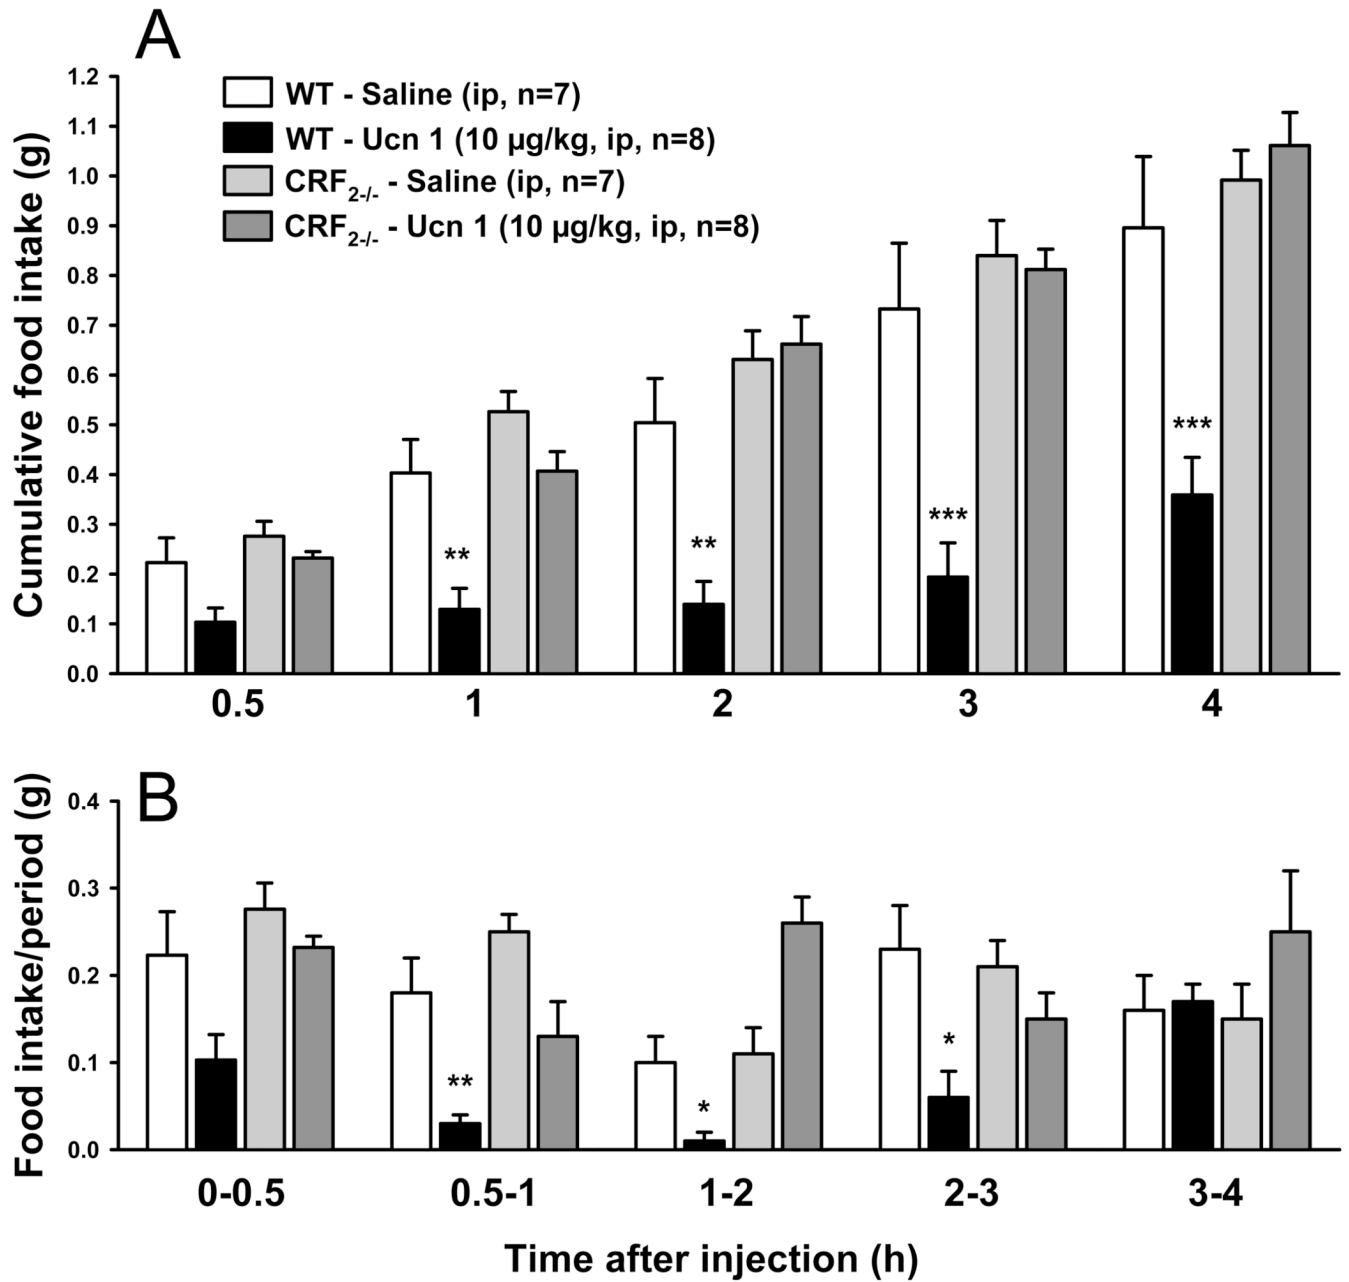 A
1.2
1.1
1.0
0.9
0.8
0.7
0.6
0.5
0.4
0.3
0.2
0.1
0.0
Cumulative food intake (g)
WT - Saline (ip, n=7)
WT - Ucn 1 (10 µg/kg, ip, n=8)
CRF2-/- - Saline (ip, n=7)
CRF2-/- - Ucn 1 (10 µg/kg, ip, n=8)
** ** *** ***
0.5 1 2 3 4
B
0.4
0.3
0.2
0.1
0.0
Food intake/period (g)
** * *
0-0.5 0.5-1 1-2 2-3 3-4
Time after injection (h)